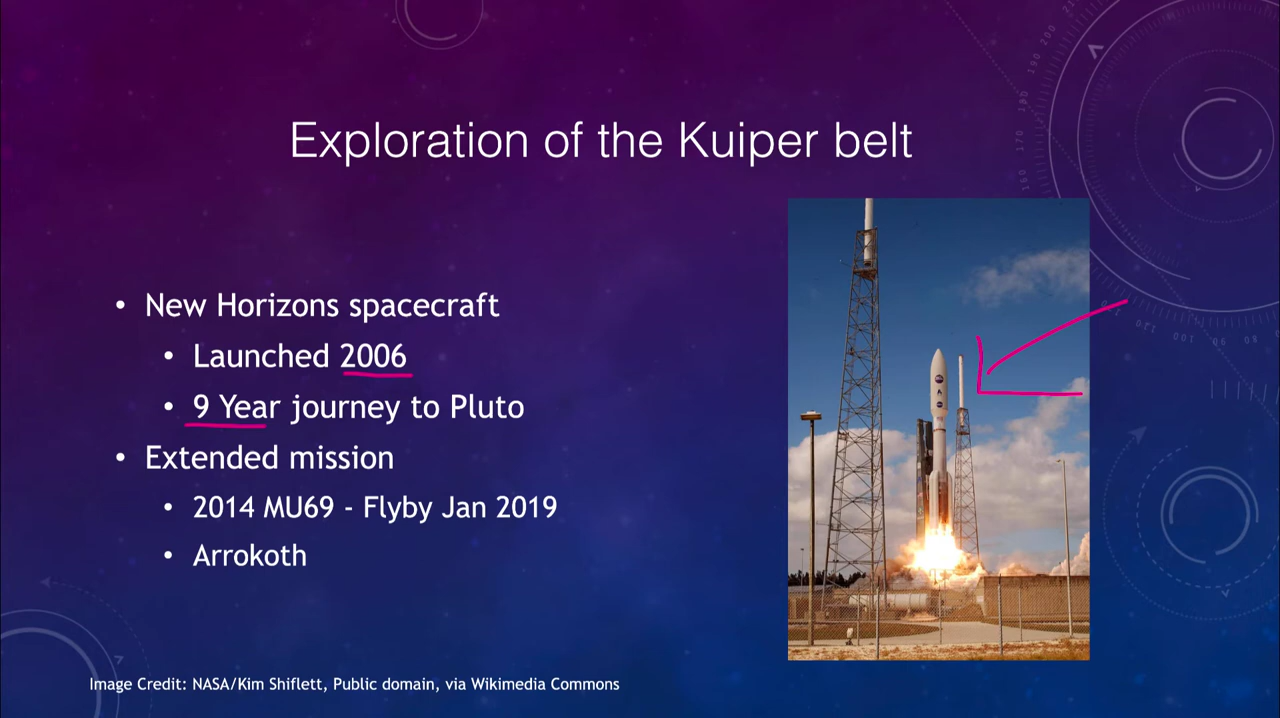 Exploration of the Kuiper belt
• New Horizons spacecraft
• Launched 2006
• 9 Year journey to Pluto
• Extended mission
• 2014 MU69 - Flyby Jan 2019
• Arrokoth
Image Credit: NASA/Kim Shiflett, Public domain, via Wikimedia Commons